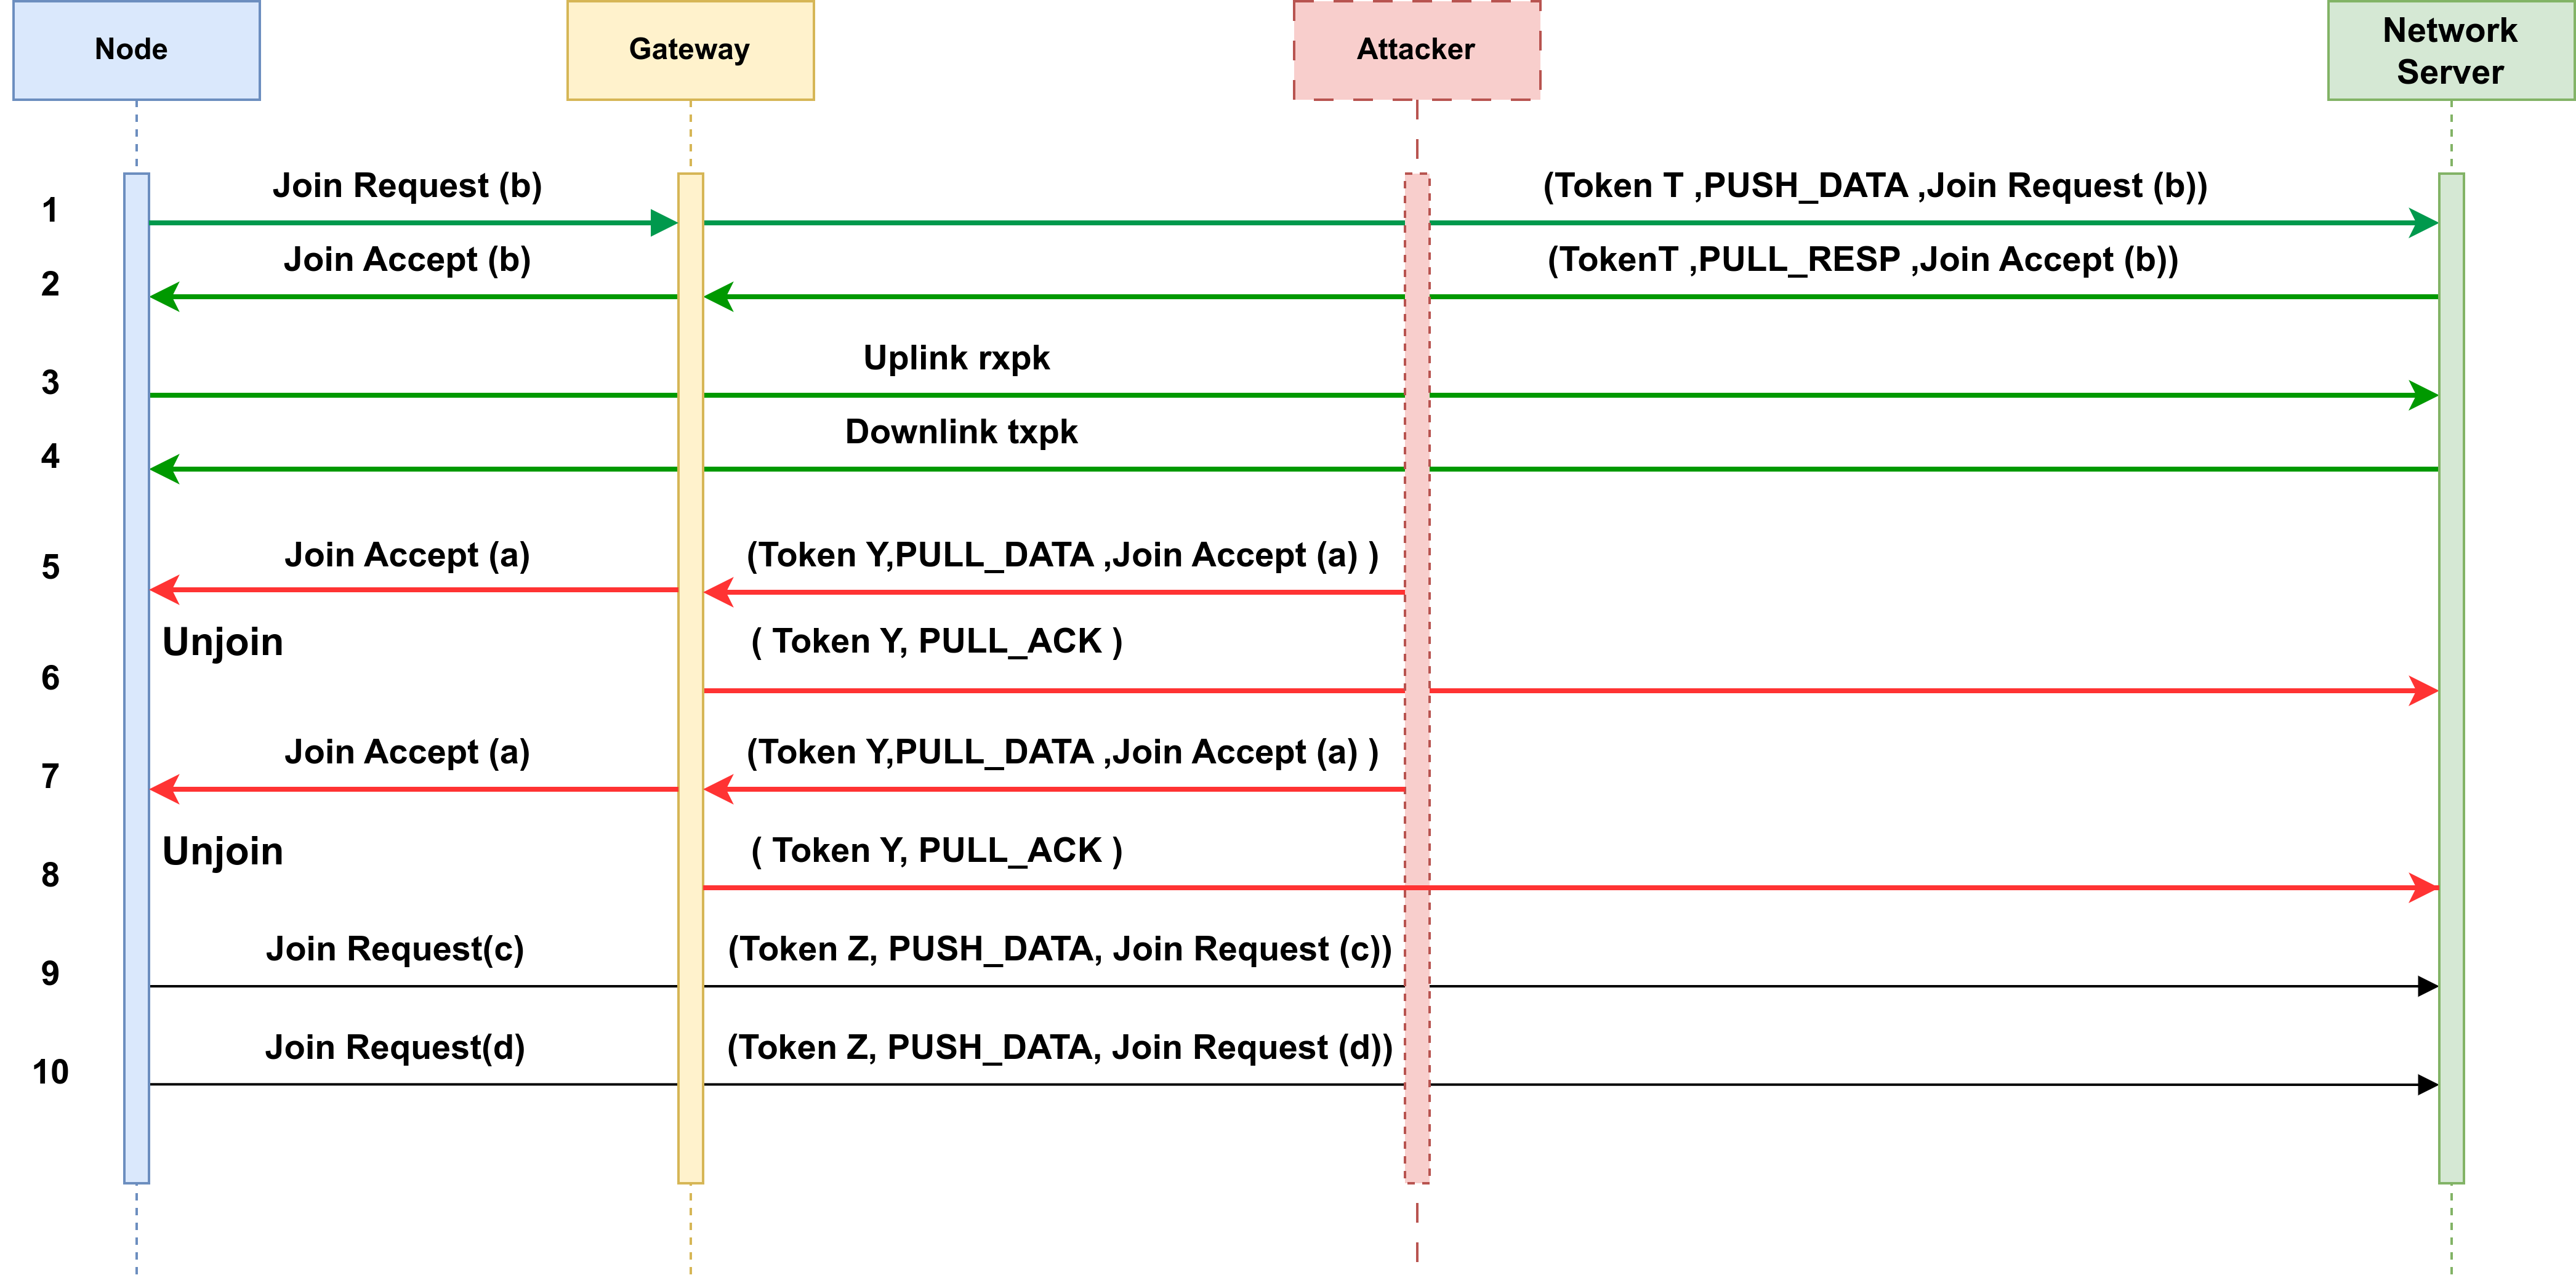 Node
Gateway
Attacker
Network
Server
1
Join Request (b)
(Token T ,PUSH_DATA ,Join Request (b))
2
Join Accept (b)
(TokenT ,PULL_RESP ,Join Accept (b))
3
Uplink rxpk
4
Downlink txpk
5
Join Accept (a)
(Token Y,PULL_DATA ,Join Accept (a) )
Unjoin
( Token Y, PULL_ACK )
6
7
Join Accept (a)
(Token Y,PULL_DATA ,Join Accept (a) )
Unjoin
( Token Y, PULL_ACK )
8
9
Join Request(c)
(Token Z, PUSH_DATA, Join Request (c))
10
Join Request(d)
(Token Z, PUSH_DATA, Join Request (d))